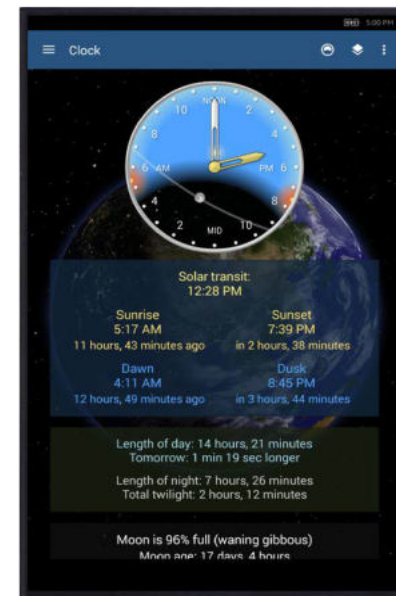 5:00 PM
Clock
NOON
10
2
8
6 AM
PM 6
4
8
2
MID
10
Solar transit:
12:28 PM
Sunrise
Sunset
5:17 AM
7:39 PM
11 hours, 43 minutes ago
in 2 hours, 38 minutes
Dawn
Dusk
4:11 AM
8:45 PM
12 hours, 49 minutes ago
in 3 hours, 44 minutes
Length of day: 14 hours, 21 minutes
Tomorrow: 1 min 19 sec longer
Length of night: 7 hours, 26 minutes
Total twilight: 2 hours, 12 minutes
Moon is 96% full (waning gibbous)
Moon age: 17 days, 4 hours